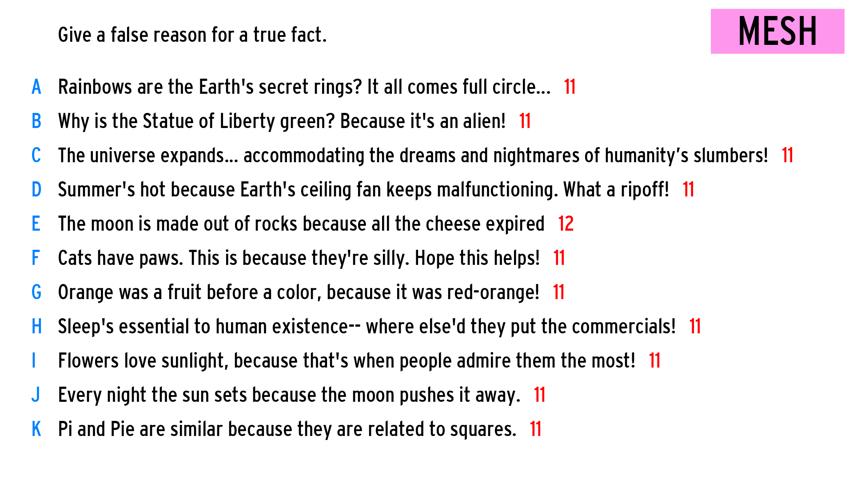 Give a false reason for a true fact.
MESH
A Rainbows are the Earth's secret rings? It all comes full circle... 11
B Why is the Statue of Liberty green? Because it's an alien! 11
C The universe expands... accommodating the dreams and nightmares of humanity’s slumbers! 11
D Summer's hot because Earth's ceiling fan keeps malfunctioning. What a ripoff! 11
E The moon is made out of rocks because all the cheese expired 12
F Cats have paws. This is because they're silly. Hope this helps! 11
G Orange was a fruit before a color, because it was red-orange! 11
H Sleep's essential to human existence-- where else'd they put the commercials! 11
I Flowers love sunlight, because that's when people admire them the most! 11
J Every night the sun sets because the moon pushes it away. 11
K Pi and Pie are similar because they are related to squares. 11